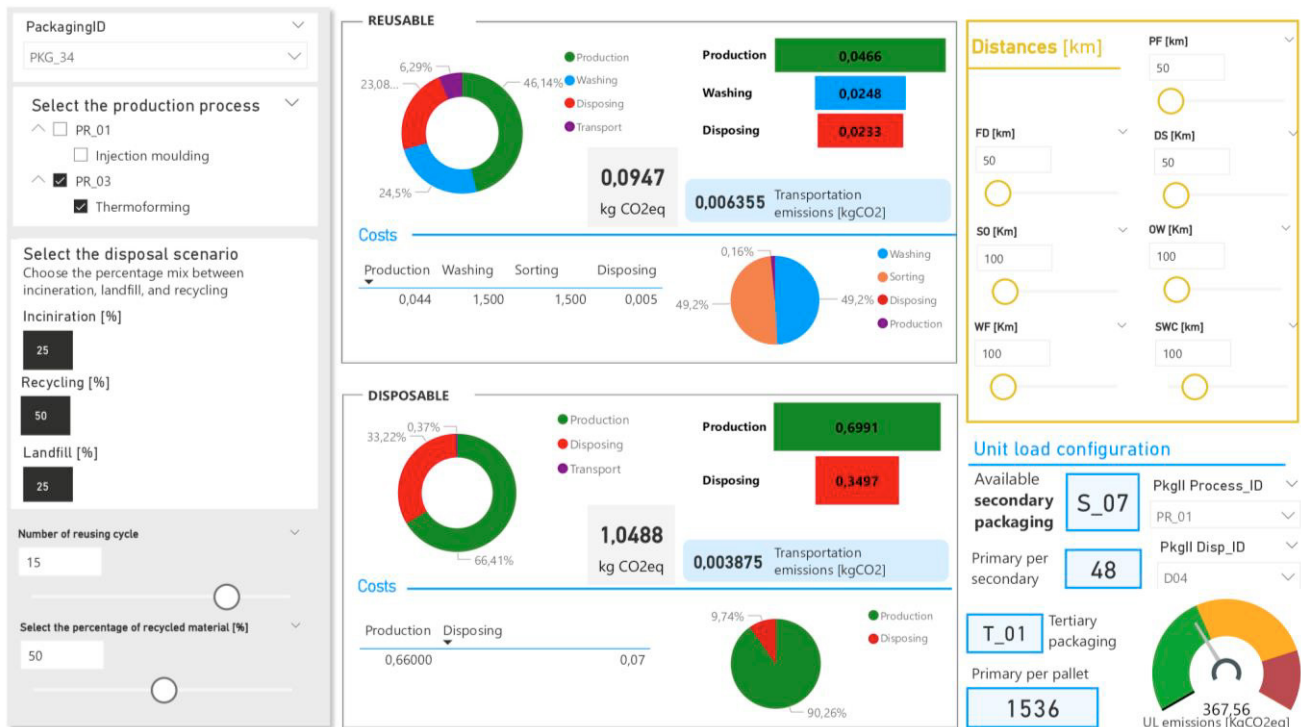 PackagingID
PKG_34
Select the production process
PR_01
Injection moulding
PR_03
Thermoforming
Select the disposal scenario
Choose the percentage mix between
incineration, landfill, and recycling
Inciniration [%]
25
Recycling [%]
50
Landfill [%]
25
Number of reusing cycle
15
Select the percentage of recycled material [%]
50
REUSABLE
6,29%
23,08...
46,14%
24,5%
Production
Washing
Disposing
Transport
Production
0,0466
Washing
0,0248
Disposing
0,0233
0,0947
kg CO2eq
0,006355
Transportation
emissions [kgCO2]
Costs
Production Washing Sorting Disposing
0,044 1,500 1,500 0,005
0,16%
49,2%
49,2%
Washing
Sorting
Disposing
Production
DISPOSABLE
0,37%
33,22%
66,41%
Production
Disposing
Transport
Production
0,6991
Disposing
0,3497
1,0488
kg CO2eq
0,003875
Transportation
emissions [kgCO2]
Costs
Production Disposing
0,66000 0,07
9,74%
90,26%
Production
Disposing
Distances [km]
PF [km]
50
FD [km]
50
DS [Km]
50
SO [Km]
100
OW [Km]
100
WF [Km]
100
SWC [km]
100
Unit load configuration
Available
secondary
packaging
S_07
PkgII Process_ID
PR_01
Primary per
secondary
48
PkgII Disp_ID
D04
T_01
Tertiary
packaging
Primary per pallet
1536
367,56
UL emissions [KgCO2eq]